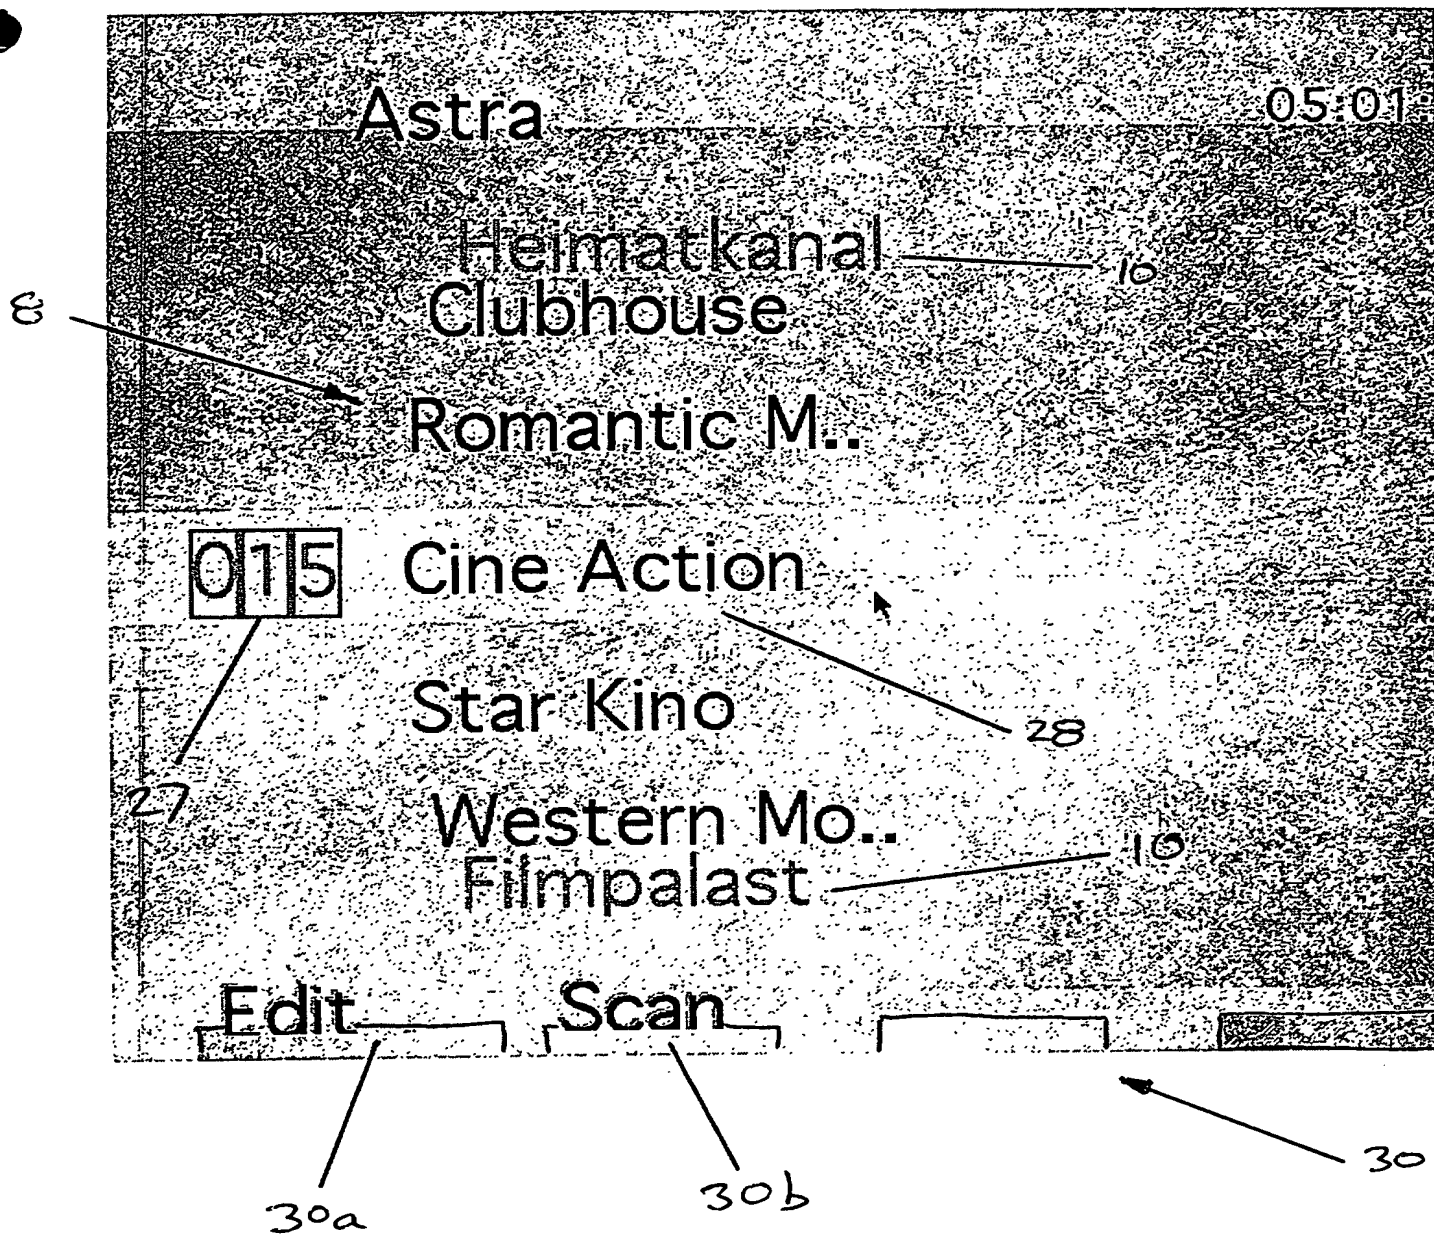 Astra 05:01
Heimatkanal 10
Clubhouse
8
Romantic M..
015 Cine Action
Star Kino 28
27
Western Mo..
Filmpalast 10
Edit Scan
30
30a 30b